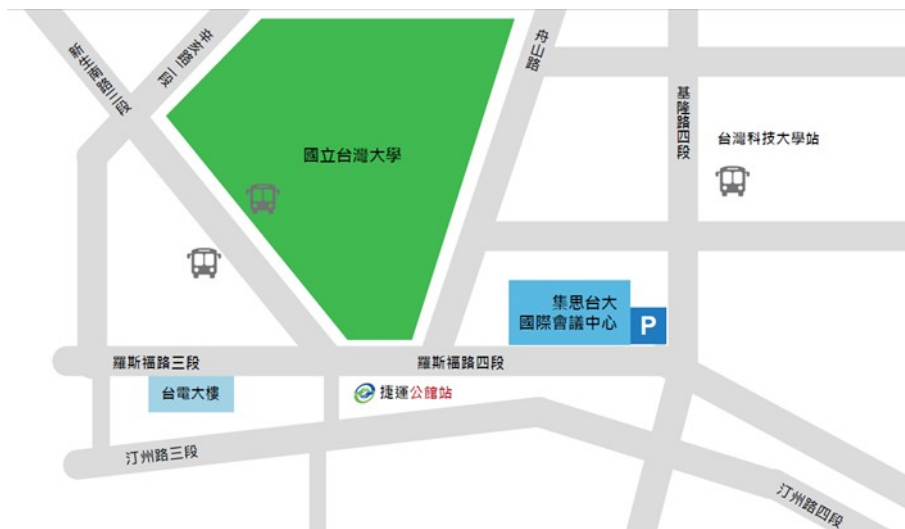 新生南路三段
辛亥路一段
舟山路
基隆路四段
台灣科技大學站
國立台灣大學
集思台大
國際會議中心
P
羅斯福路三段
羅斯福路四段
台電大樓
捷運公館站
汀州路三段
汀州路四段